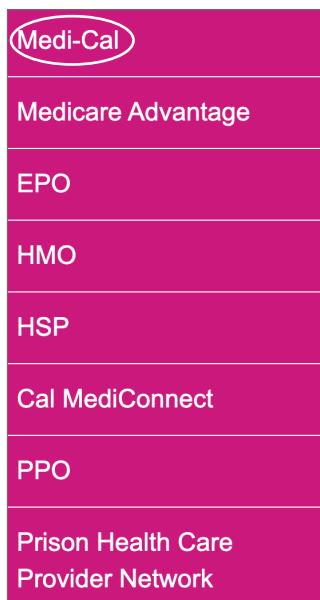 Medi-Cal
Medicare Advantage
EPO
HMO
HSP
Cal MediConnect
PPO
Prison Health Care
Provider Network